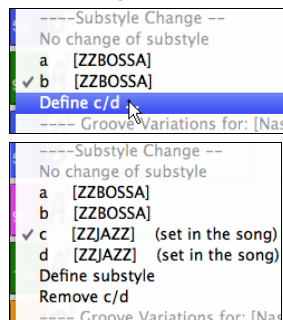 ----Substyle Change --
No change of substyle
a [ZZBOSSA]
✓ b [ZZBOSSA]
Define c/d
---- Groove Variations for: [Nas
----Substyle Change --
No change of substyle
a [ZZBOSSA]
b [ZZBOSSA]
✓ c [ZZJAZZ] (set in the song)
d [ZZJAZZ] (set in the song)
Define substyle
Remove c/d
---- Groove Variations for: [Nas